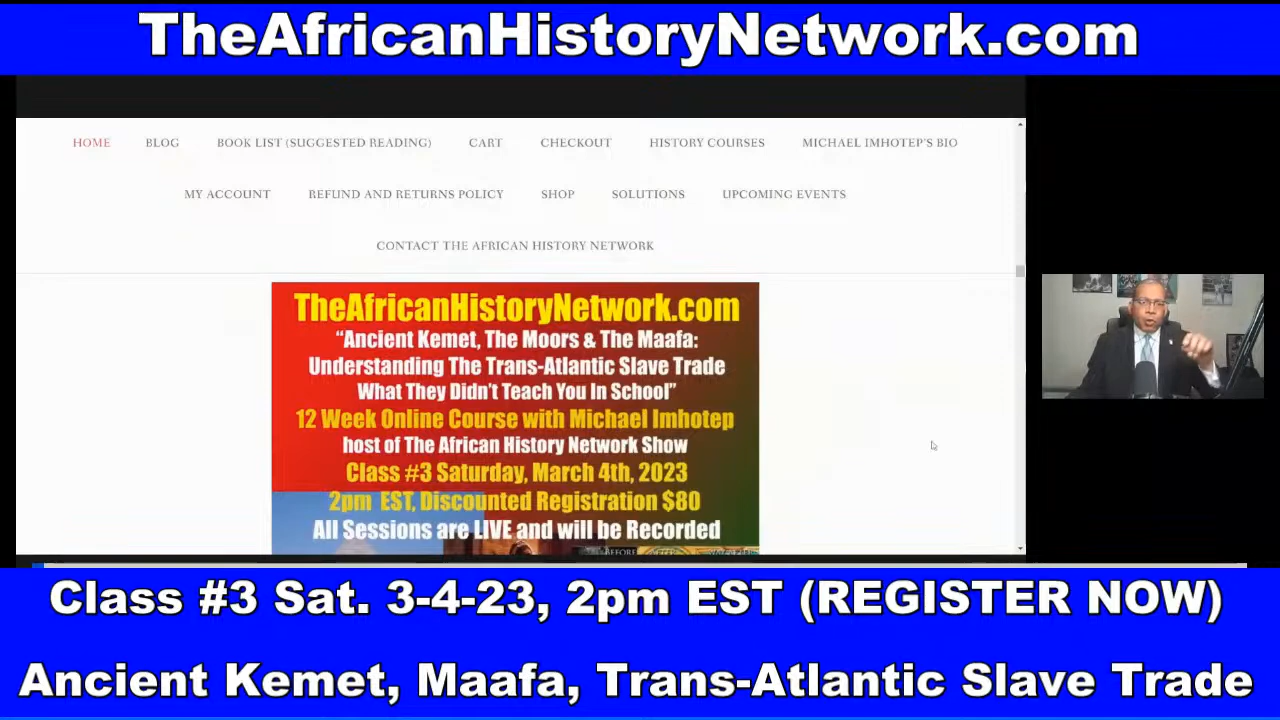 TheAfricanHistoryNetwork.com
HOME BLOG BOOK LIST (SUGGESTED READING) CART CHECKOUT HISTORY COURSES MICHAEL IMHOTEP'S BIO
MY ACCOUNT REFUND AND RETURNS POLICY SHOP SOLUTIONS UPCOMING EVENTS
CONTACT THE AFRICAN HISTORY NETWORK
TheAfricanHistoryNetwork.com
“Ancient Kemet, The Moors & The Maafa:
Understanding The Trans-Atlantic Slave Trade
What They Didn’t Teach You In School”
12 Week Online Course with Michael Imhotep
host of The African History Network Show
Class #3 Saturday, March 4th, 2023
2pm EST, Discounted Registration $80
All Sessions are LIVE and will be Recorded
BEFORE
Class #3 Sat. 3-4-23, 2pm EST (REGISTER NOW)
Ancient Kemet, Maafa, Trans-Atlantic Slave Trade